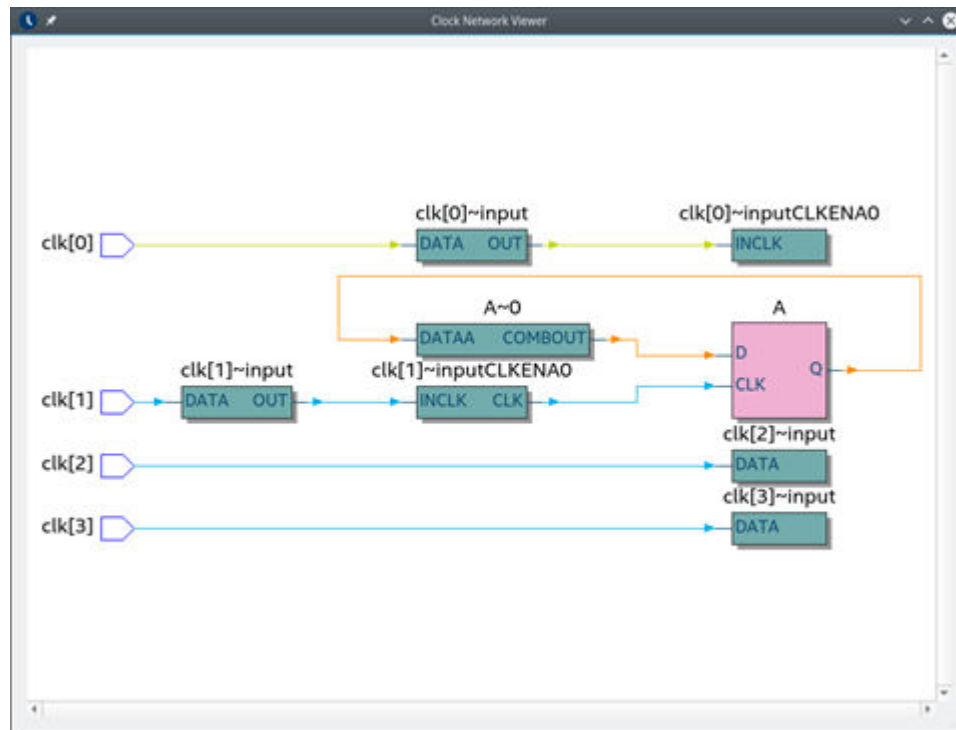 Clock Network Viewer
clk[0]~input
clk[0]~inputCLKENA0
clk[0]
DATA OUT
INCLK
A~0
A
DATAA COMBOUT
D
Q
CLK
clk[1]~input
clk[1]~inputCLKENA0
clk[1]
DATA OUT
INCLK CLK
clk[2]~input
clk[2]
DATA
clk[3]~input
clk[3]
DATA